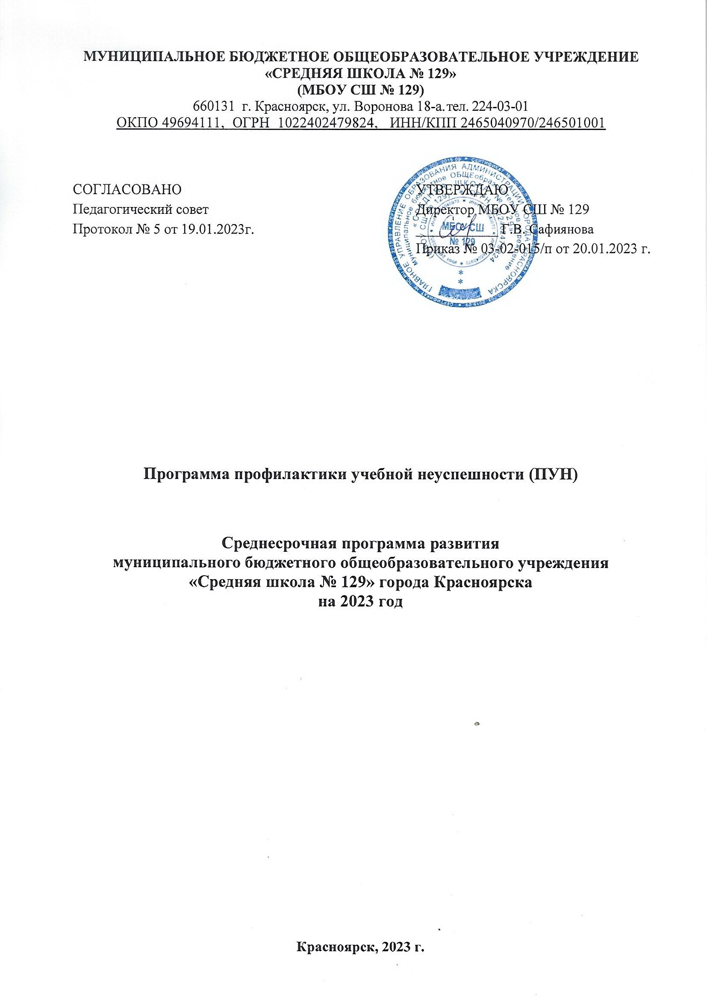 МУНИЦИПАЛЬНОЕ БЮДЖЕТНОЕ ОБЩЕОБРАЗОВАТЕЛЬНОЕ УЧРЕЖДЕНИЕ
«СРЕДНЯЯ ШКОЛА № 129»
(МБОУ СШ № 129)
660131 г. Красноярск, ул. Воронова 18-а. тел. 224-03-01
ОКПО 49694111, ОГРН 1022402479824, ИНН/КПП 2465040970/246501001
СОГЛАСОВАНО
Педагогический совет
Протокол № 5 от 19.01.2023г.
УТВЕРЖДАЮ
Директор МБОУ СШ № 129
Г.В. Сафиянова
Приказ № 03-02-015/п от 20.01.2023 г.
ГЛАВНОЕ УПРАВЛЕНИЕ ОБРАЗОВАНИЯ АДМИНИСТРАЦИИ ГОРОДА КРАСНОЯРСКА
муниципальное бюджетное ОБЩЕобразовательное учреждение
МБОУ СШ
№ 129
Программа профилактики учебной неуспешности (ПУН)
Среднесрочная программа развития
муниципального бюджетного общеобразовательного учреждения
«Средняя школа № 129» города Красноярска
на 2023 год
Красноярск, 2023 г.